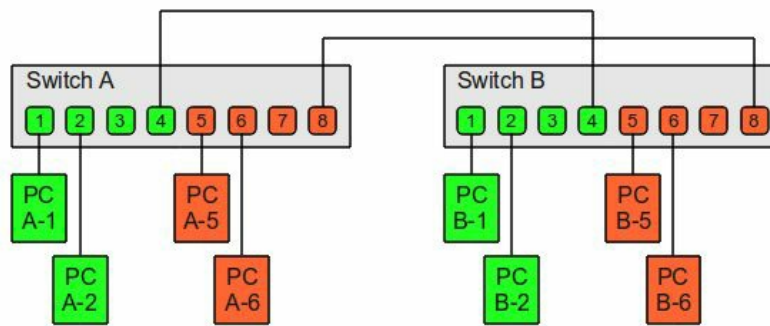 Switch A
1 2 3 4 5 6 7 8
PC
A-1
PC
A-5
PC
A-2
PC
A-6
Switch B
1 2 3 4 5 6 7 8
PC
B-1
PC
B-5
PC
B-2
PC
B-6